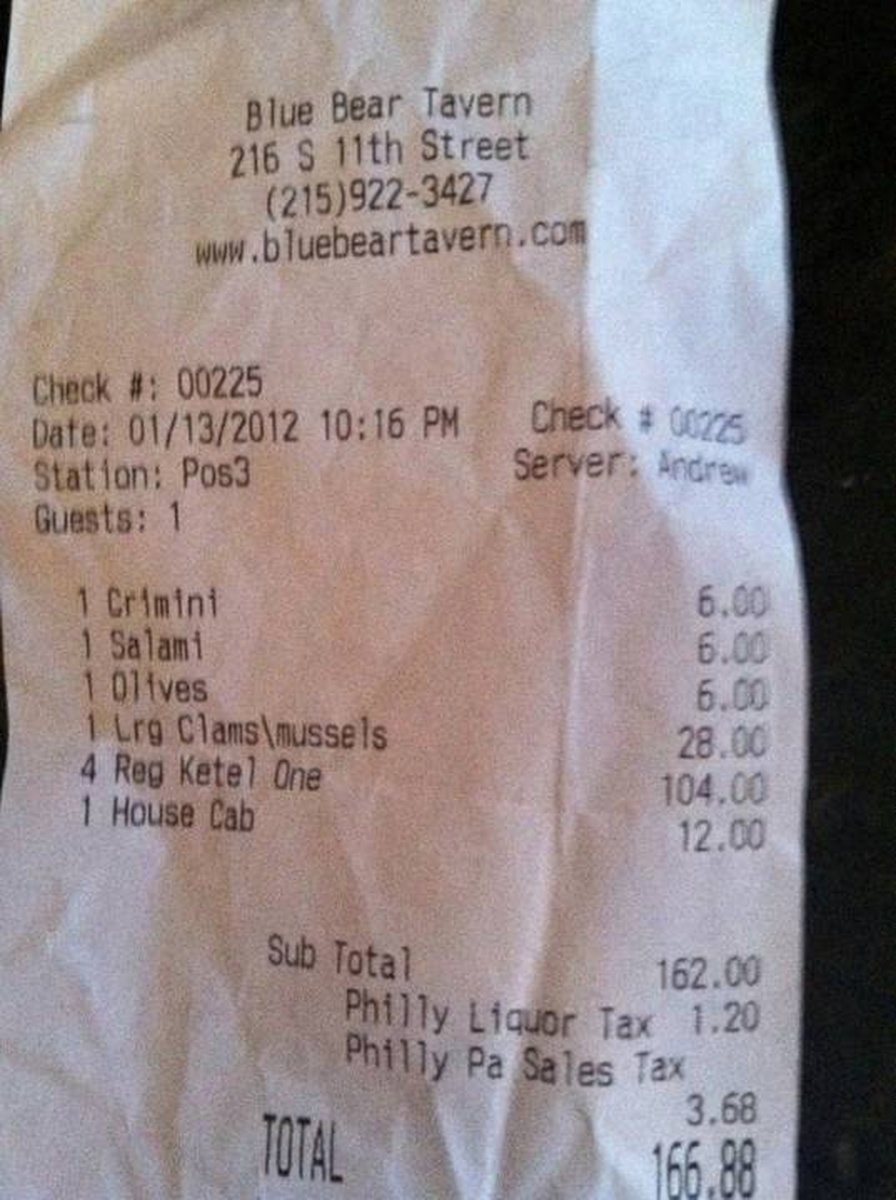 Blue Bear Tavern
216 S 11th Street
(215)922-3427
www.bluebeartavern.com
Check #: 00225
Date: 01/13/2012 10:16 PM Check # 00225
Station: Pos3 Server: Andrew
Guests: 1
1 Crimini 6.00
1 Salami 6.00
1 Olives 6.00
1 Lrg Clams\mussels 28.00
4 Reg Ketel One 104.00
1 House Cab 12.00
Sub Total 162.00
Philly Liquor Tax 1.20
Philly Pa Sales Tax
3.68
TOTAL 166.88